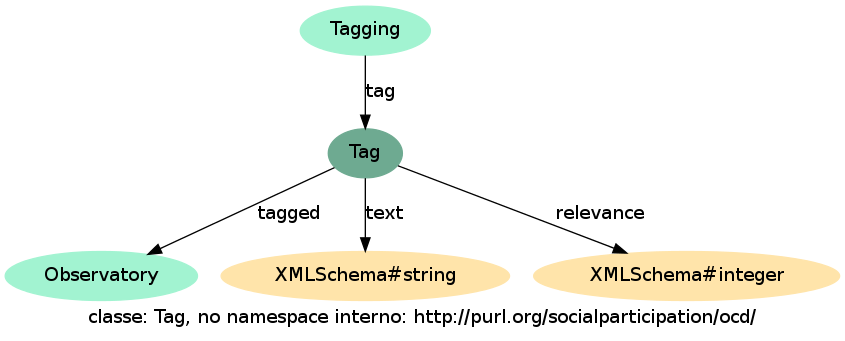 Tagging
tag
Tag
tagged
text
relevance
Observatory
XMLSchema#string
XMLSchema#integer
classe: Tag, no namespace interno: http://purl.org/socialparticipation/ocd/